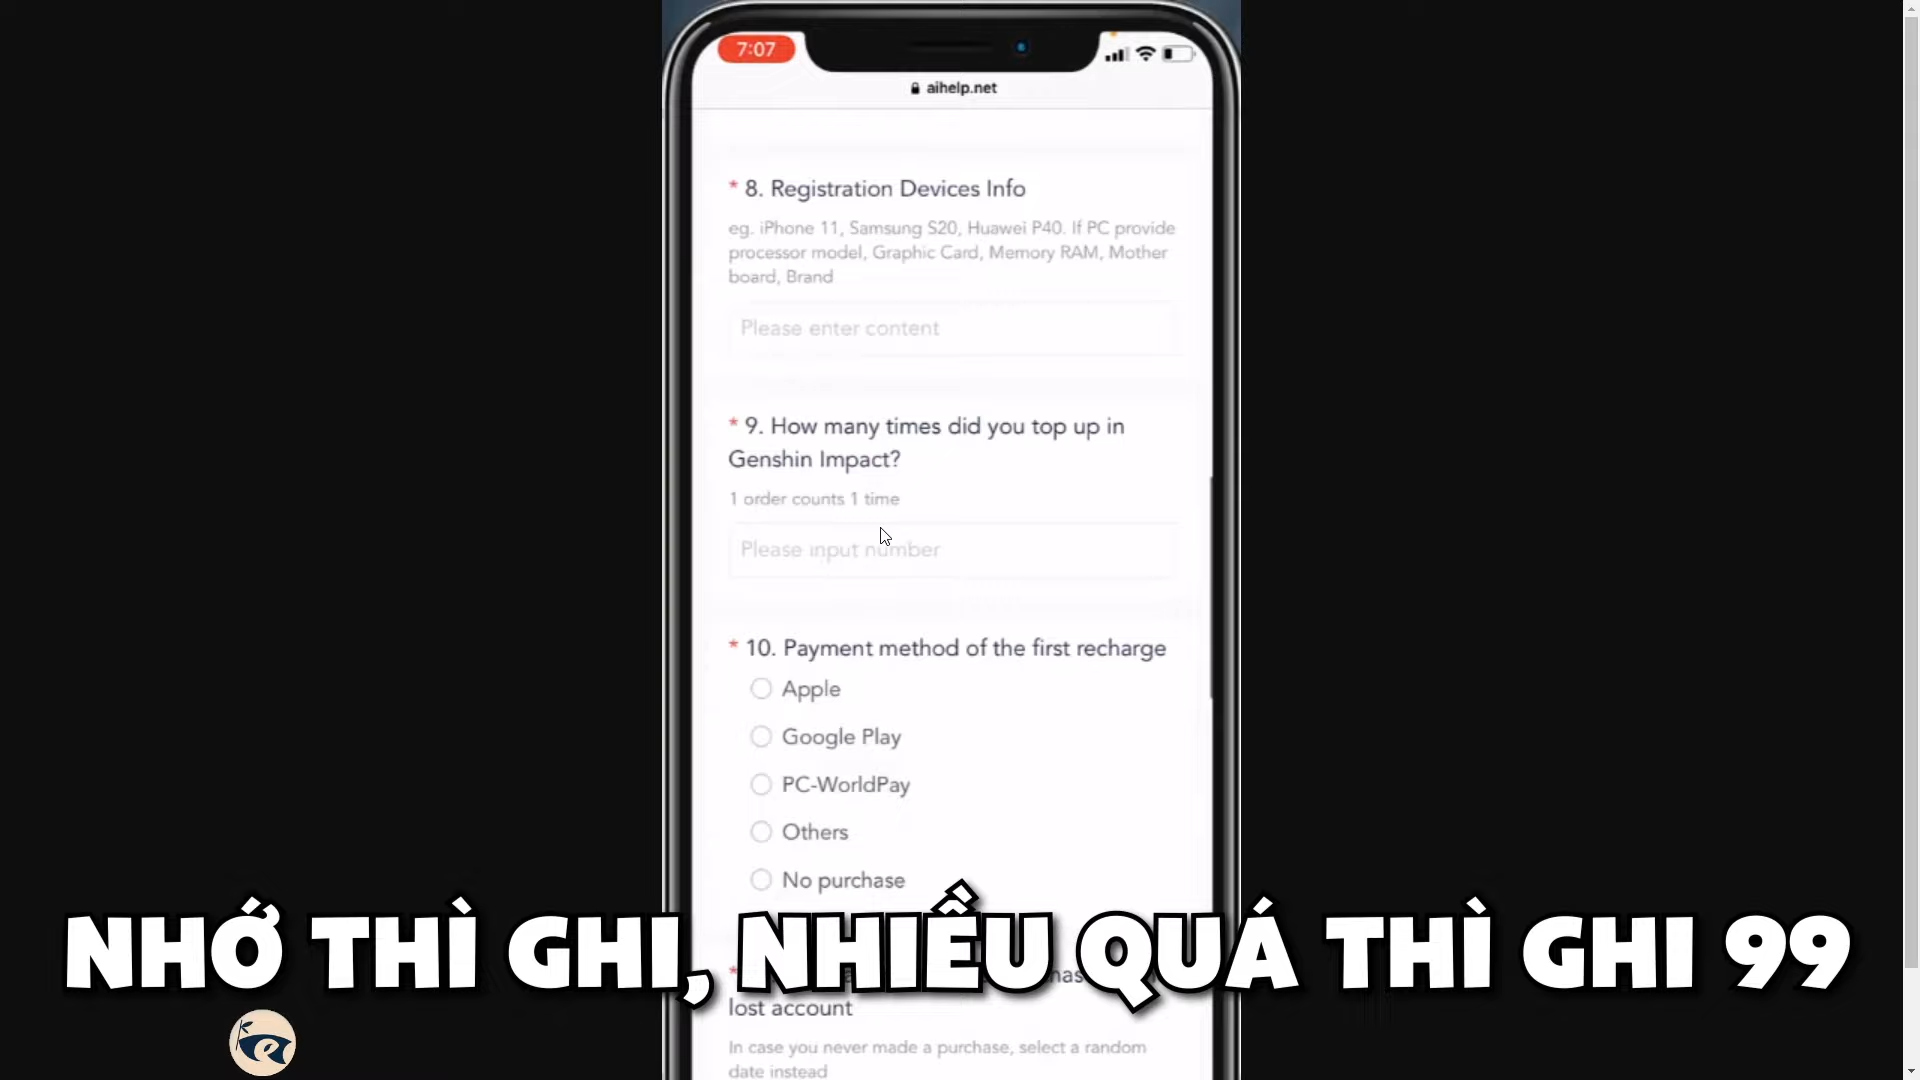 7:07
aihelp.net
* 8. Registration Devices Info
eg. iPhone 11, Samsung S20, Huawei P40. If PC provide
processor model, Graphic Card, Memory RAM, Mother
board, Brand
Please enter content
* 9. How many times did you top up in
Genshin Impact?
1 order counts 1 time
Please input number
* 10. Payment method of the first recharge
Apple
Google Play
PC-WorldPay
Others
No purchase
NHỚ THÌ GHI, NHIỀU QUÁ THÌ GHI 99
lost account
In case you never made a purchase, select a random
date instead